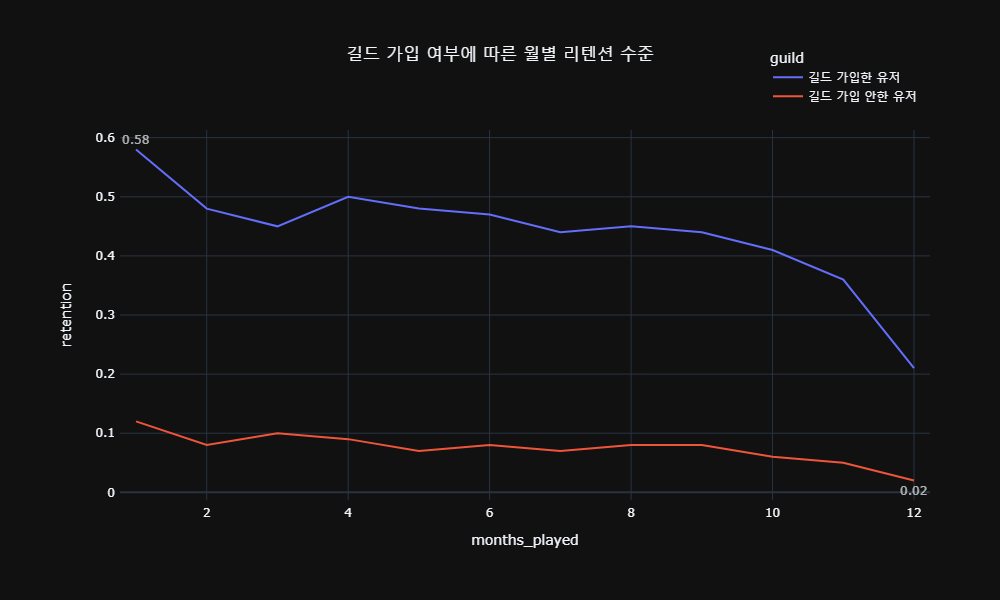 길드 가입 여부에 따른 월별 리텐션 수준
guild
길드 가입한 유저
길드 가입 안한 유저
0.58
0.6
0.5
0.4
0.3
0.2
0.1
0
retention
0.02
2 4 6 8 10 12
months_played